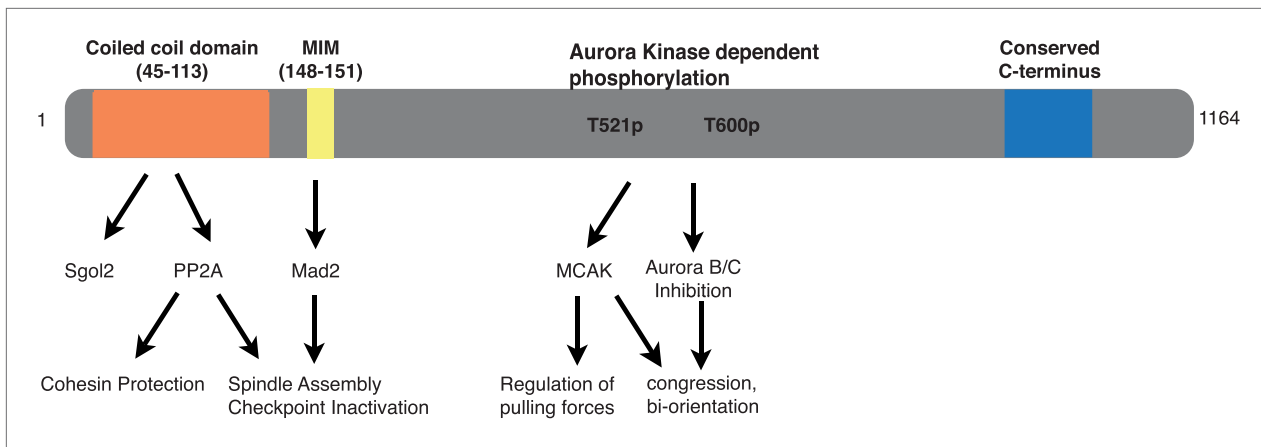 Coiled coil domain
(45-113)
MIM
(148-151)
Aurora Kinase dependent
phosphorylation
Conserved
C-terminus
1
T521p
T600p
1164
Sgol2
PP2A
Mad2
MCAK
Aurora B/C
Inhibition
Cohesin Protection
Spindle Assembly
Checkpoint Inactivation
Regulation of
pulling forces
congression,
bi-orientation